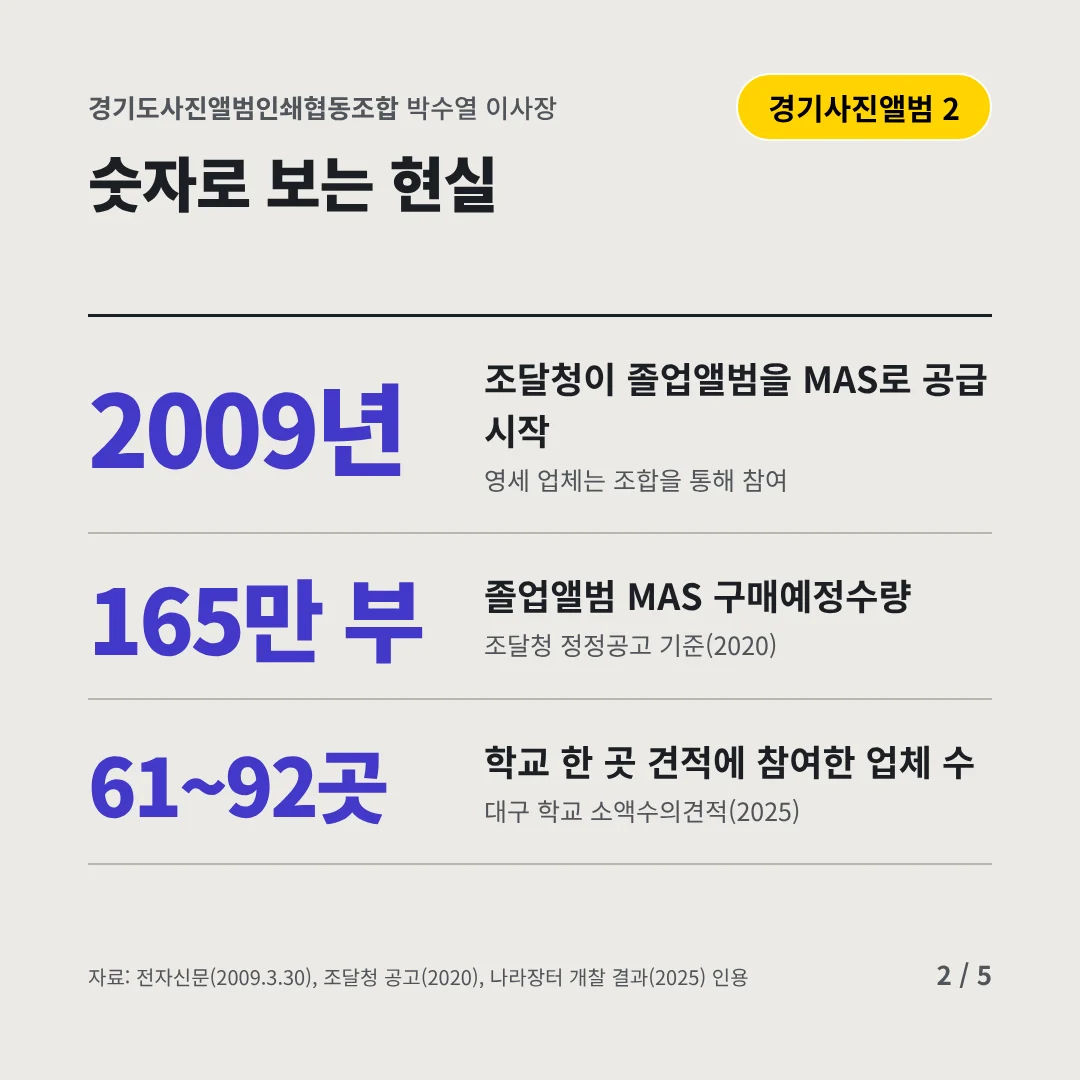 경기도사진앨범인쇄협동조합 박수열 이사장
경기사진앨범 2
숫자로 보는 현실
2009년
조달청이 졸업앨범을 MAS로 공급
시작
영세 업체는 조합을 통해 참여
165만 부
졸업앨범 MAS 구매예정수량
조달청 정정공고 기준(2020)
61~92곳
학교 한 곳 견적에 참여한 업체 수
대구 학교 소액수의견적(2025)
자료: 전자신문(2009.3.30), 조달청 공고(2020), 나라장터 개찰 결과(2025) 인용
2 / 5